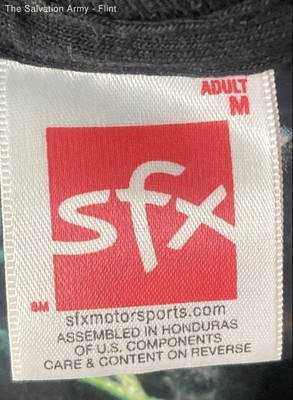 The Salvation Army - Flint
ADULT
M
sfx
SM
sfxmotorsports.com
ASSEMBLED IN HONDURAS
OF U.S. COMPONENTS
CARE & CONTENT ON REVERSE